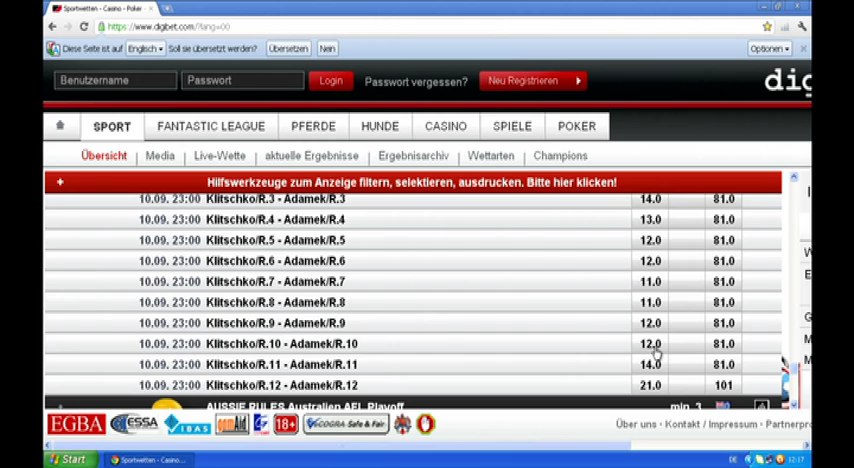 Sportwetten - Casino - Poker -
https://www.digibet.com/?lang=00
Diese Seite ist auf Englisch Soll sie übersetzt werden? Übersetzen Nein Optionen
Benutzername Passwort Login Passwort vergessen? Neu Registrieren dig
SPORT FANTASTIC LEAGUE PFERDE HUNDE CASINO SPIELE POKER
Übersicht Media Live-Wette aktuelle Ergebnisse Ergebnisarchiv Wettarten Champions
+ Hilfswerkzeuge zum Anzeige filtern, selektieren, ausdrucken. Bitte hier klicken!
10.09. 23:00 Klitschko/R.3 - Adamek/R.3 14.0 81.0
10.09. 23:00 Klitschko/R.4 - Adamek/R.4 13.0 81.0
10.09. 23:00 Klitschko/R.5 - Adamek/R.5 12.0 81.0
10.09. 23:00 Klitschko/R.6 - Adamek/R.6 12.0 81.0
10.09. 23:00 Klitschko/R.7 - Adamek/R.7 11.0 81.0
10.09. 23:00 Klitschko/R.8 - Adamek/R.8 11.0 81.0
10.09. 23:00 Klitschko/R.9 - Adamek/R.9 12.0 81.0
10.09. 23:00 Klitschko/R.10 - Adamek/R.10 12.0 81.0
10.09. 23:00 Klitschko/R.11 - Adamek/R.11 14.0 81.0
10.09. 23:00 Klitschko/R.12 - Adamek/R.12 21.0 101
AUSSIE RULES Australien AFL Playoff min. 3
EGBA ESSA IBAS gamAid 18+ eCOGRA Safe & Fair Über uns · Kontakt / Impressum · Partnerpro
Start Sportwetten - Casino... DE 12:17